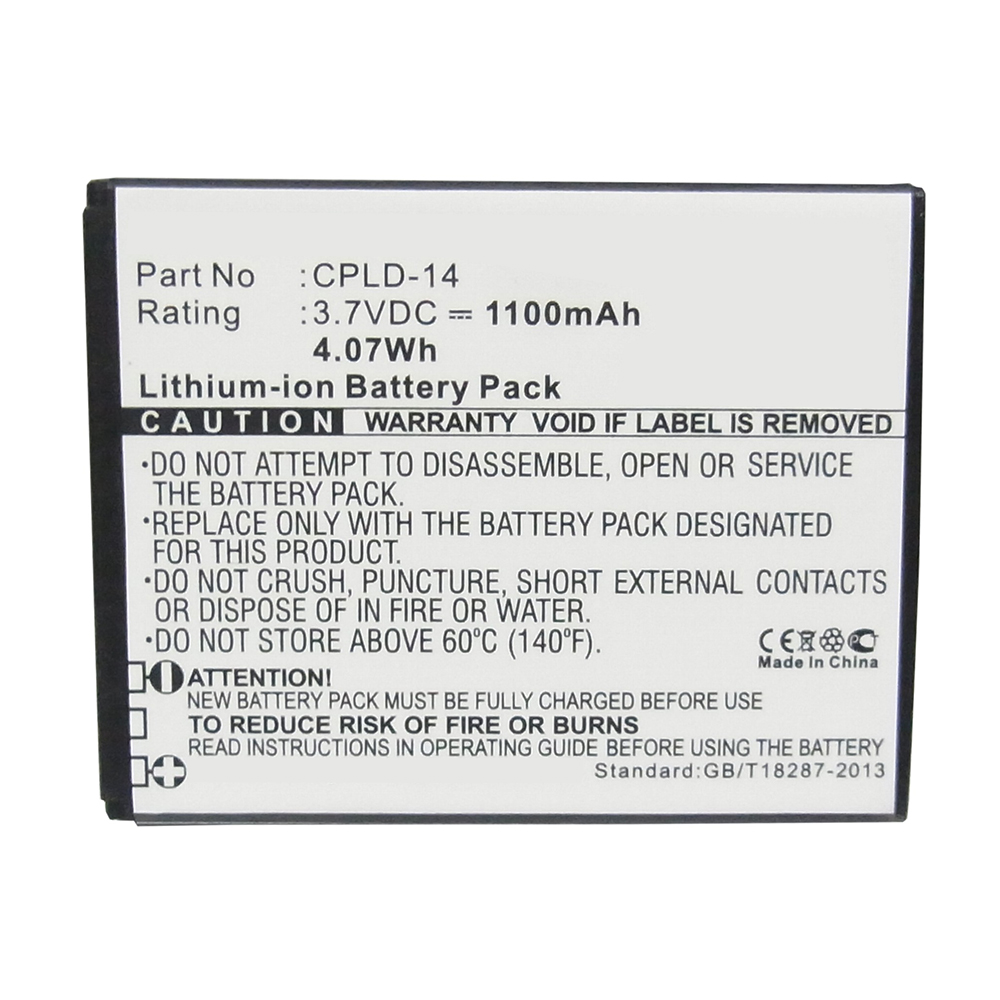 Part No :CPLD-14
Rating :3.7VDC ⎓ 1100mAh
4.07Wh
Lithium-ion Battery Pack
CAUTION WARRANTY VOID IF LABEL IS REMOVED
•DO NOT ATTEMPT TO DISASSEMBLE, OPEN OR SERVICE
THE BATTERY PACK.
•REPLACE ONLY WITH THE BATTERY PACK DESIGNATED
FOR THIS PRODUCT.
•DO NOT CRUSH, PUNCTURE, SHORT EXTERNAL CONTACTS
OR DISPOSE OF IN FIRE OR WATER.
•DO NOT STORE ABOVE 60°C (140°F).
CE
Made In China
ATTENTION!
NEW BATTERY PACK MUST BE FULLY CHARGED BEFORE USE
TO REDUCE RISK OF FIRE OR BURNS
READ INSTRUCTIONS IN OPERATING GUIDE BEFORE USING THE BATTERY
Standard:GB/T18287-2013